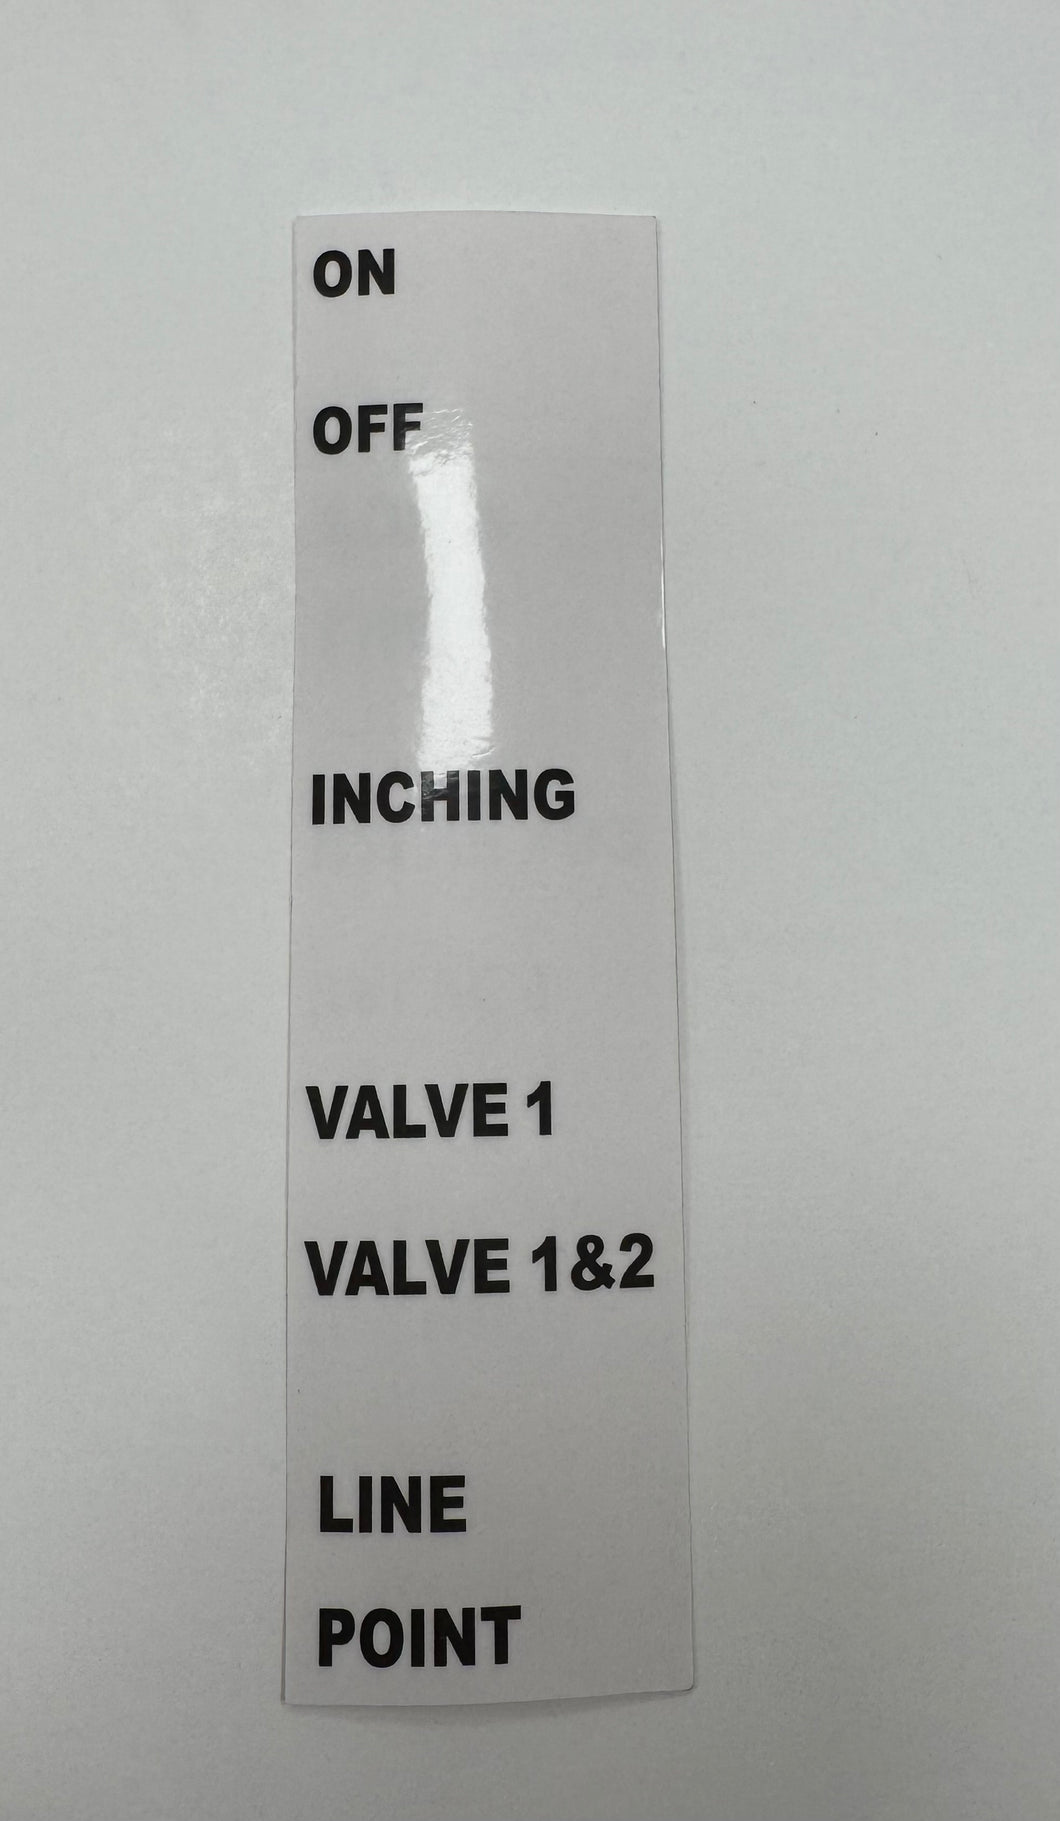 ON
OFF
INCHING
VALVE 1
VALVE 1&2
LINE
POINT